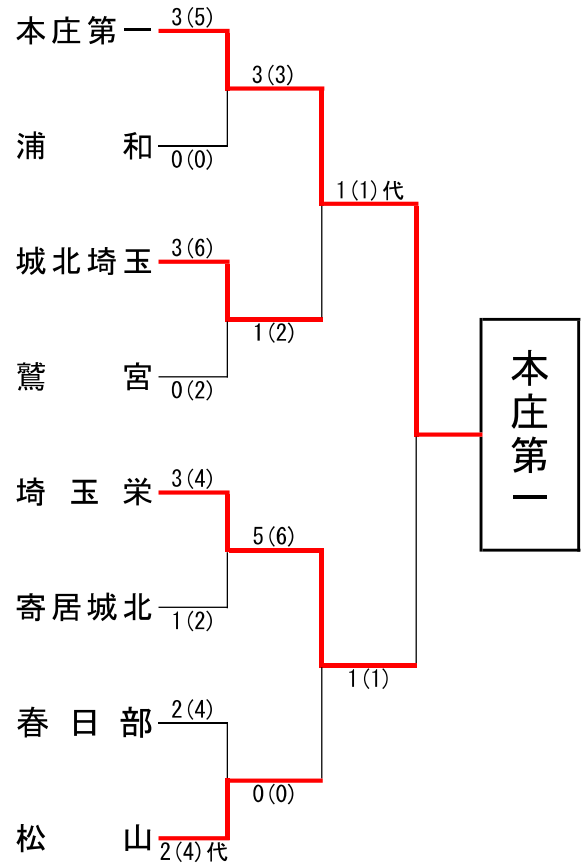 本庄第一
3(5)
3(3)
浦和
0(0)
1(1)代
城北埼玉
3(6)
1(2)
鷲宮
0(2)
本庄第一
埼玉栄
3(4)
5(6)
寄居城北
1(2)
1(1)
春日部
2(4)
0(0)
松山
2(4)代